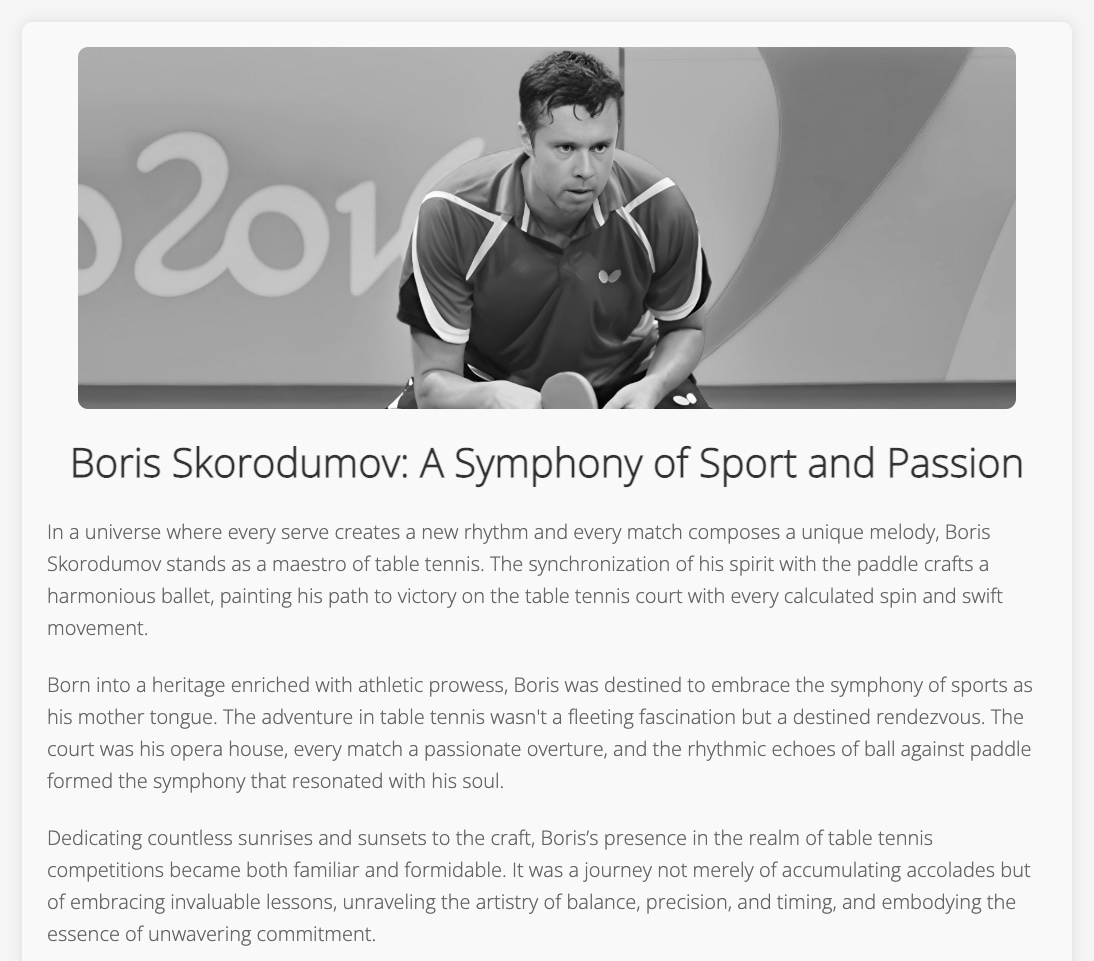 o2016
Boris Skorodumov: A Symphony of Sport and Passion
In a universe where every serve creates a new rhythm and every match composes a unique melody, Boris
Skorodumov stands as a maestro of table tennis. The synchronization of his spirit with the paddle crafts a
harmonious ballet, painting his path to victory on the table tennis court with every calculated spin and swift
movement.
Born into a heritage enriched with athletic prowess, Boris was destined to embrace the symphony of sports as
his mother tongue. The adventure in table tennis wasn't a fleeting fascination but a destined rendezvous. The
court was his opera house, every match a passionate overture, and the rhythmic echoes of ball against paddle
formed the symphony that resonated with his soul.
Dedicating countless sunrises and sunsets to the craft, Boris’s presence in the realm of table tennis
competitions became both familiar and formidable. It was a journey not merely of accumulating accolades but
of embracing invaluable lessons, unraveling the artistry of balance, precision, and timing, and embodying the
essence of unwavering commitment.